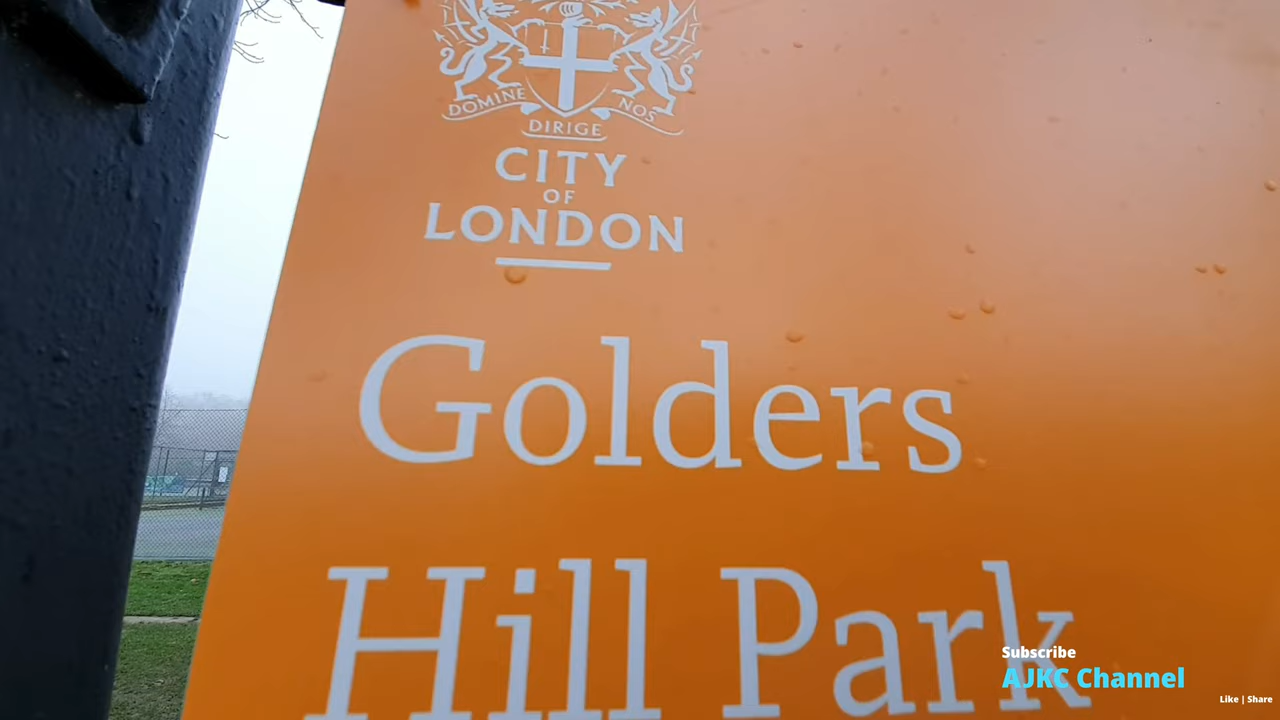 DOMINE NOS
DIRIGE
CITY
OF
LONDON
Golders
Hill Park
Subscribe
AJKC Channel
Like | Share